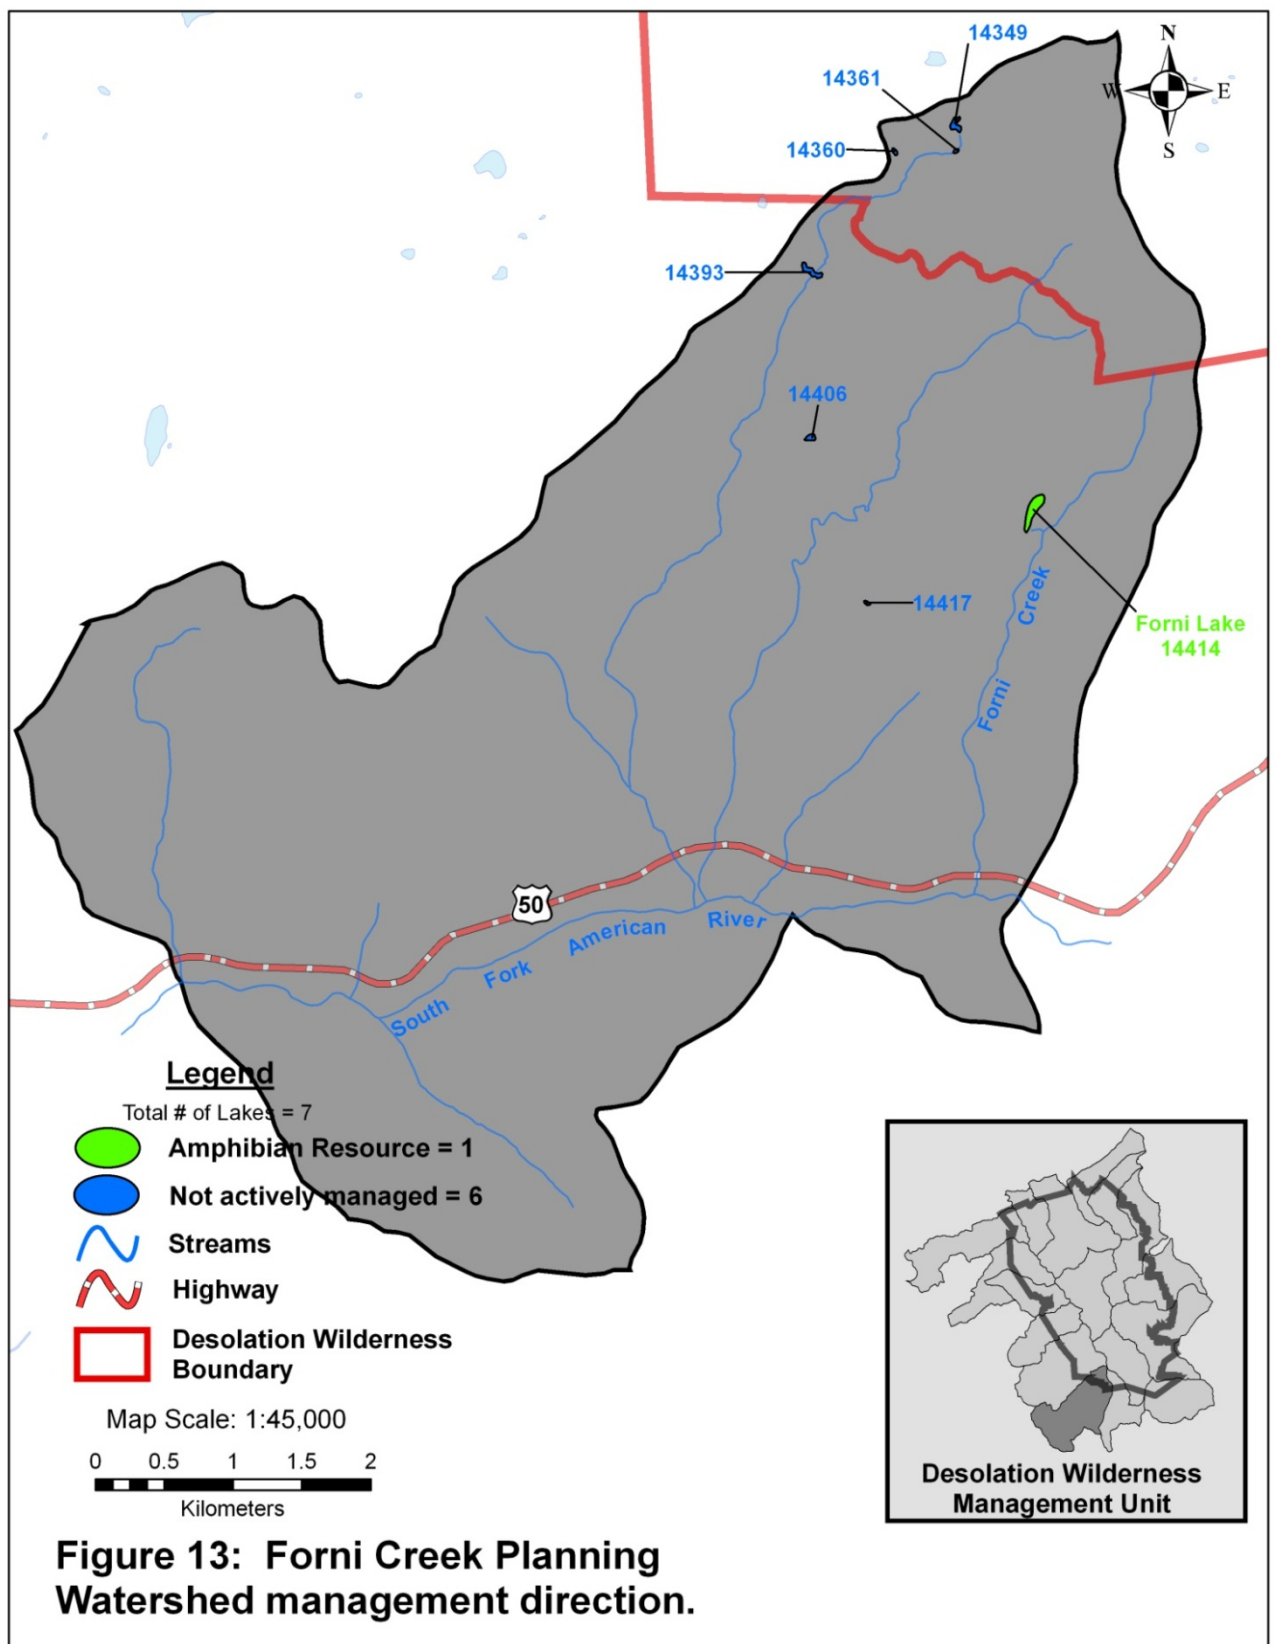 14349
N
14361
W E
14360
S
14393
14406
Creek
14417
Forni Lake
14414
Forni
50
American River
Fork
South
Legend
Total # of Lakes = 7
Amphibian Resource = 1
Not actively managed = 6
Streams
Highway
Desolation Wilderness
Boundary
Map Scale: 1:45,000
0 0.5 1 1.5 2
Kilometers
Desolation Wilderness
Management Unit
Figure 13: Forni Creek Planning
Watershed management direction.